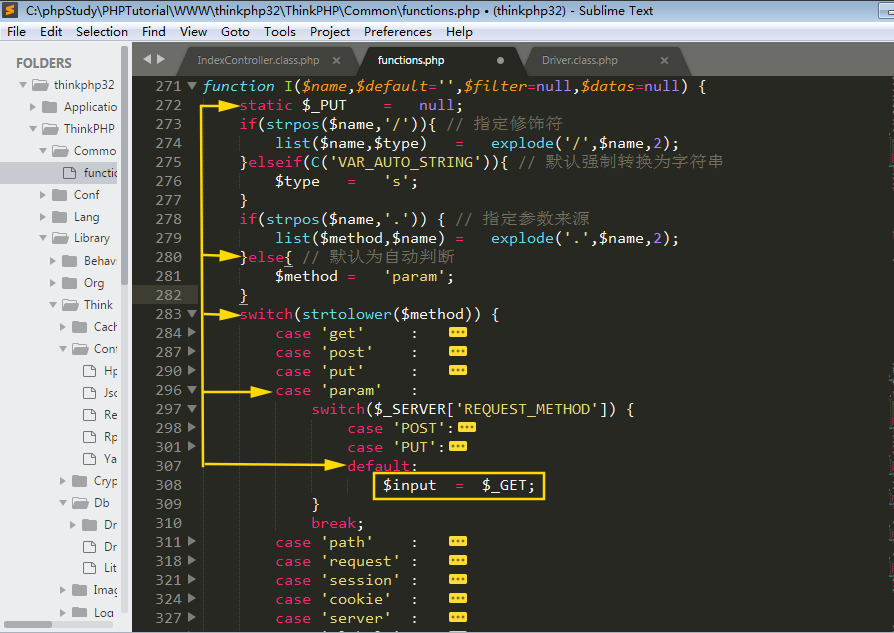 C:\phpStudy\PHPTutorial\WWW\thinkphp32\ThinkPHP\Common\functions.php • (thinkphp32) - Sublime Text
File Edit Selection Find View Goto Tools Project Preferences Help
FOLDERS
thinkphp32
Applicatio
ThinkPHP
Commo
functic
Conf
Lang
Library
Behav
Org
Think
Cach
Cont
Hp
Jsc
Re
Rp
Ya
Cryp
Db
Dr
Dr
Lit
Imag
Log
IndexController.class.php × functions.php • Driver.class.php ×
271 function I($name,$default='',$filter=null,$datas=null) {
272 static $_PUT = null;
273 if(strpos($name,'/')){ // 指定修饰符
274 list($name,$type) = explode('/',$name,2);
275 }elseif(C('VAR_AUTO_STRING')){ // 默认强制转换为字符串
276 $type = 's';
277 }
278 if(strpos($name,'.')) { // 指定参数来源
279 list($method,$name) = explode('.',$name,2);
280 }else{ // 默认为自动判断
281 $method = 'param';
282 }
283 switch(strtolower($method)) {
284 case 'get' : •••
287 case 'post' : •••
290 case 'put' : •••
296 case 'param' :
297 switch($_SERVER['REQUEST_METHOD']) {
298 case 'POST': •••
301 case 'PUT': •••
307 default:
308 $input = $_GET;
309 }
310 break;
311 case 'path' : •••
318 case 'request' : •••
321 case 'session' : •••
324 case 'cookie' : •••
327 case 'server' : •••